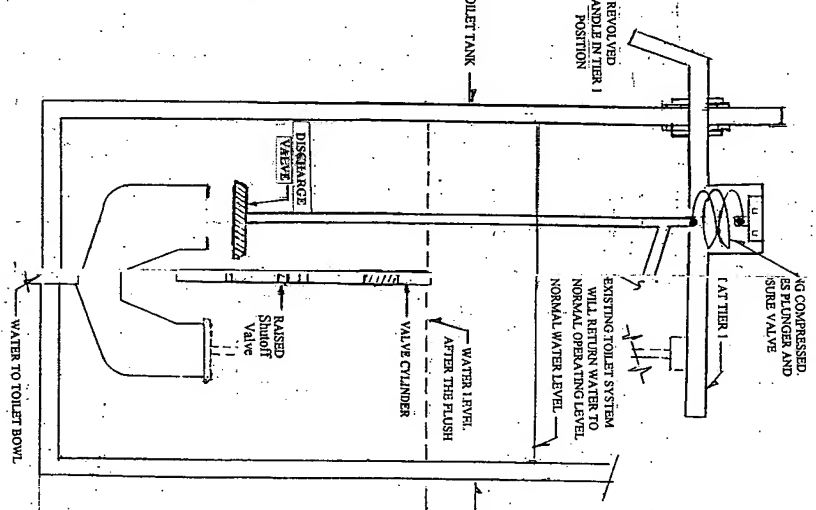 REVOLVED
ANDLE IN TIER 1
POSITION
OILET TANK
DISCHARGE
VALVE
NG COMPRESSED.
ES PLUNGER AND
SURE VALVE
AT TIER 1
EXISTING TOILET SYSTEM
WILL RETURN WATER TO
NORMAL OPERATING LEVEL
NORMAL WATER LEVEL
WATER LEVEL
AFTER THE FLUSH
VALVE CYLINDER
RAISED
Shutoff
Valve
WATER TO TOILET BOWL